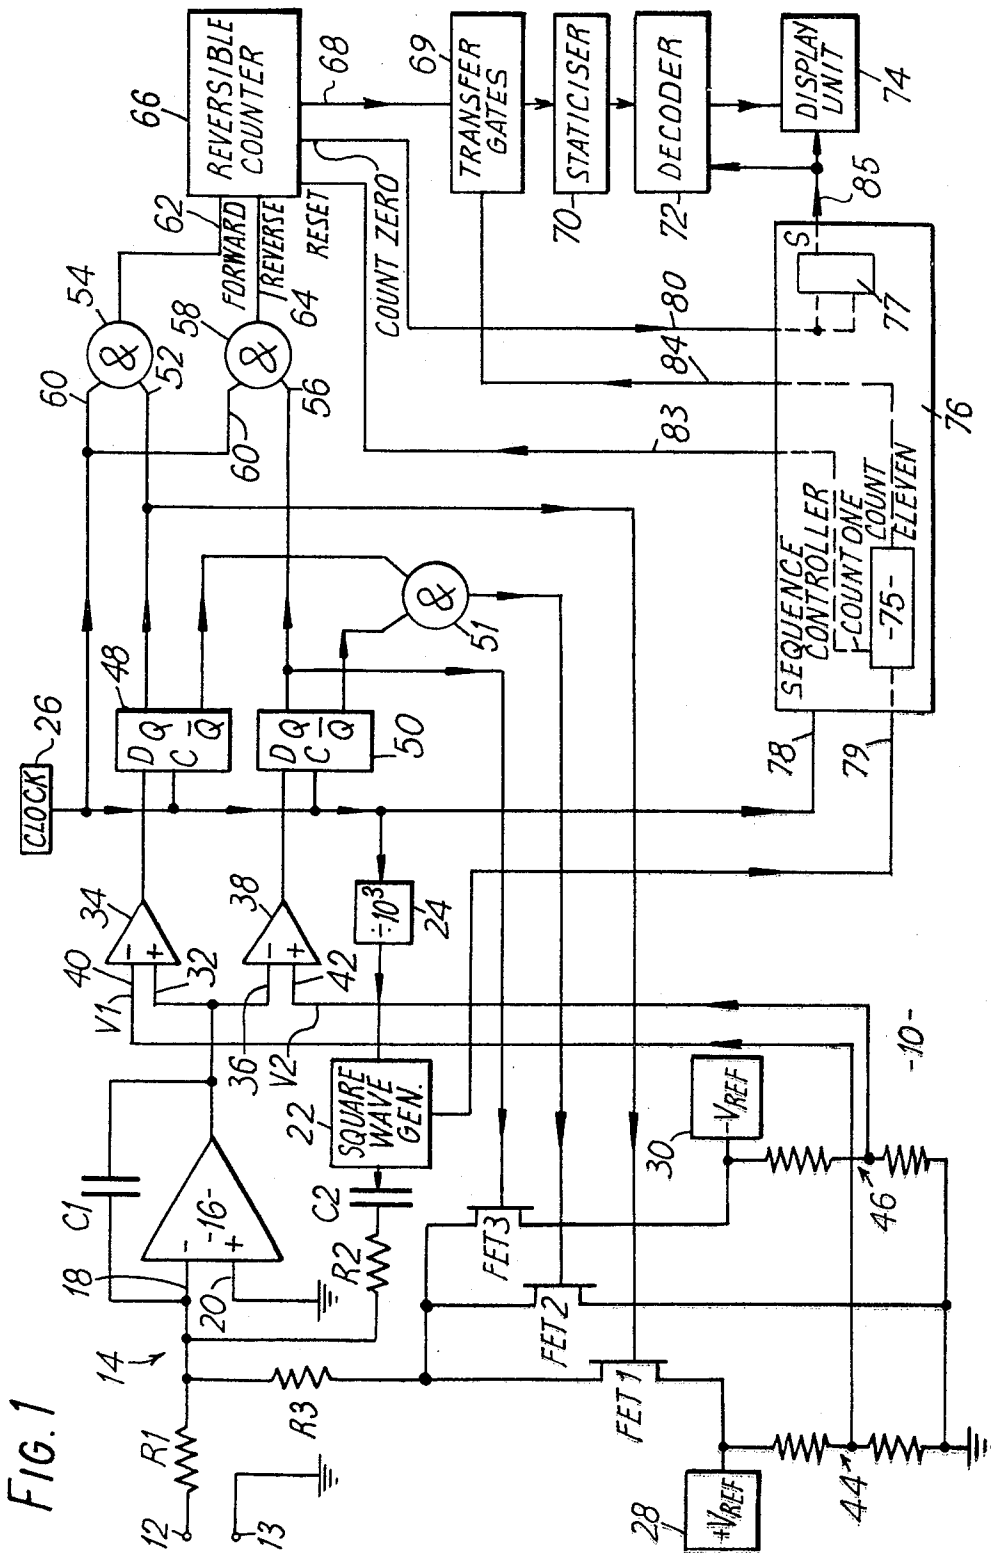 FIG. 1
12
13
R1
14
18
20
C1
-16-
-
+
R2
C2
R3
22
SQUARE
WAVE
GEN.
÷10³
24
CLOCK
26
V1
40
34
-
+
32
36
V2
38
-
+
42
48
D Q
C Q̅
50
D Q
C Q̅
60
54
&
52
60
58
&
56
&
51
62
FORWARD
REVERSE
64
RESET
COUNT ZERO
66
REVERSIBLE
COUNTER
68
69
TRANSFER
GATES
70
STATICISER
72
DECODER
DISPLAY
UNIT
74
85
80
84
83
78
79
SEQUENCE
CONTROLLER
COUNT ONE
COUNT
ELEVEN
-75-
S
77
76
FET3
FET2
FET1
28
+VREF
30
-VREF
44
46
-10-